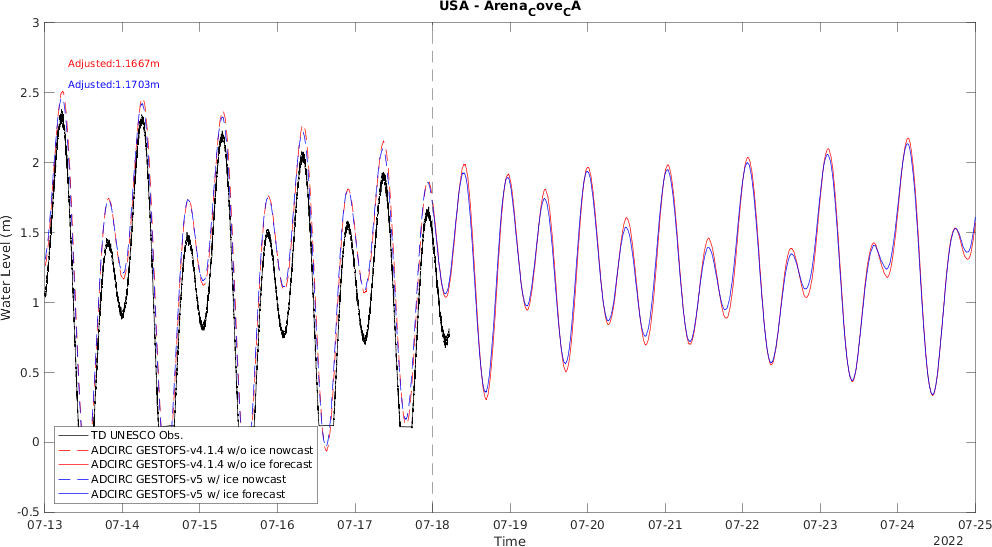 USA - ArenaCoveCA
Adjusted:1.1667m
Adjusted:1.1703m
Water Level (m)
3
2.5
2
1.5
1
0.5
0
-0.5
TD UNESCO Obs.
ADCIRC GESTOFS-v4.1.4 w/o ice nowcast
ADCIRC GESTOFS-v4.1.4 w/o ice forecast
ADCIRC GESTOFS-v5 w/ ice nowcast
ADCIRC GESTOFS-v5 w/ ice forecast
07-13 07-14 07-15 07-16 07-17 07-18 07-19 07-20 07-21 07-22 07-23 07-24 07-25
Time
2022